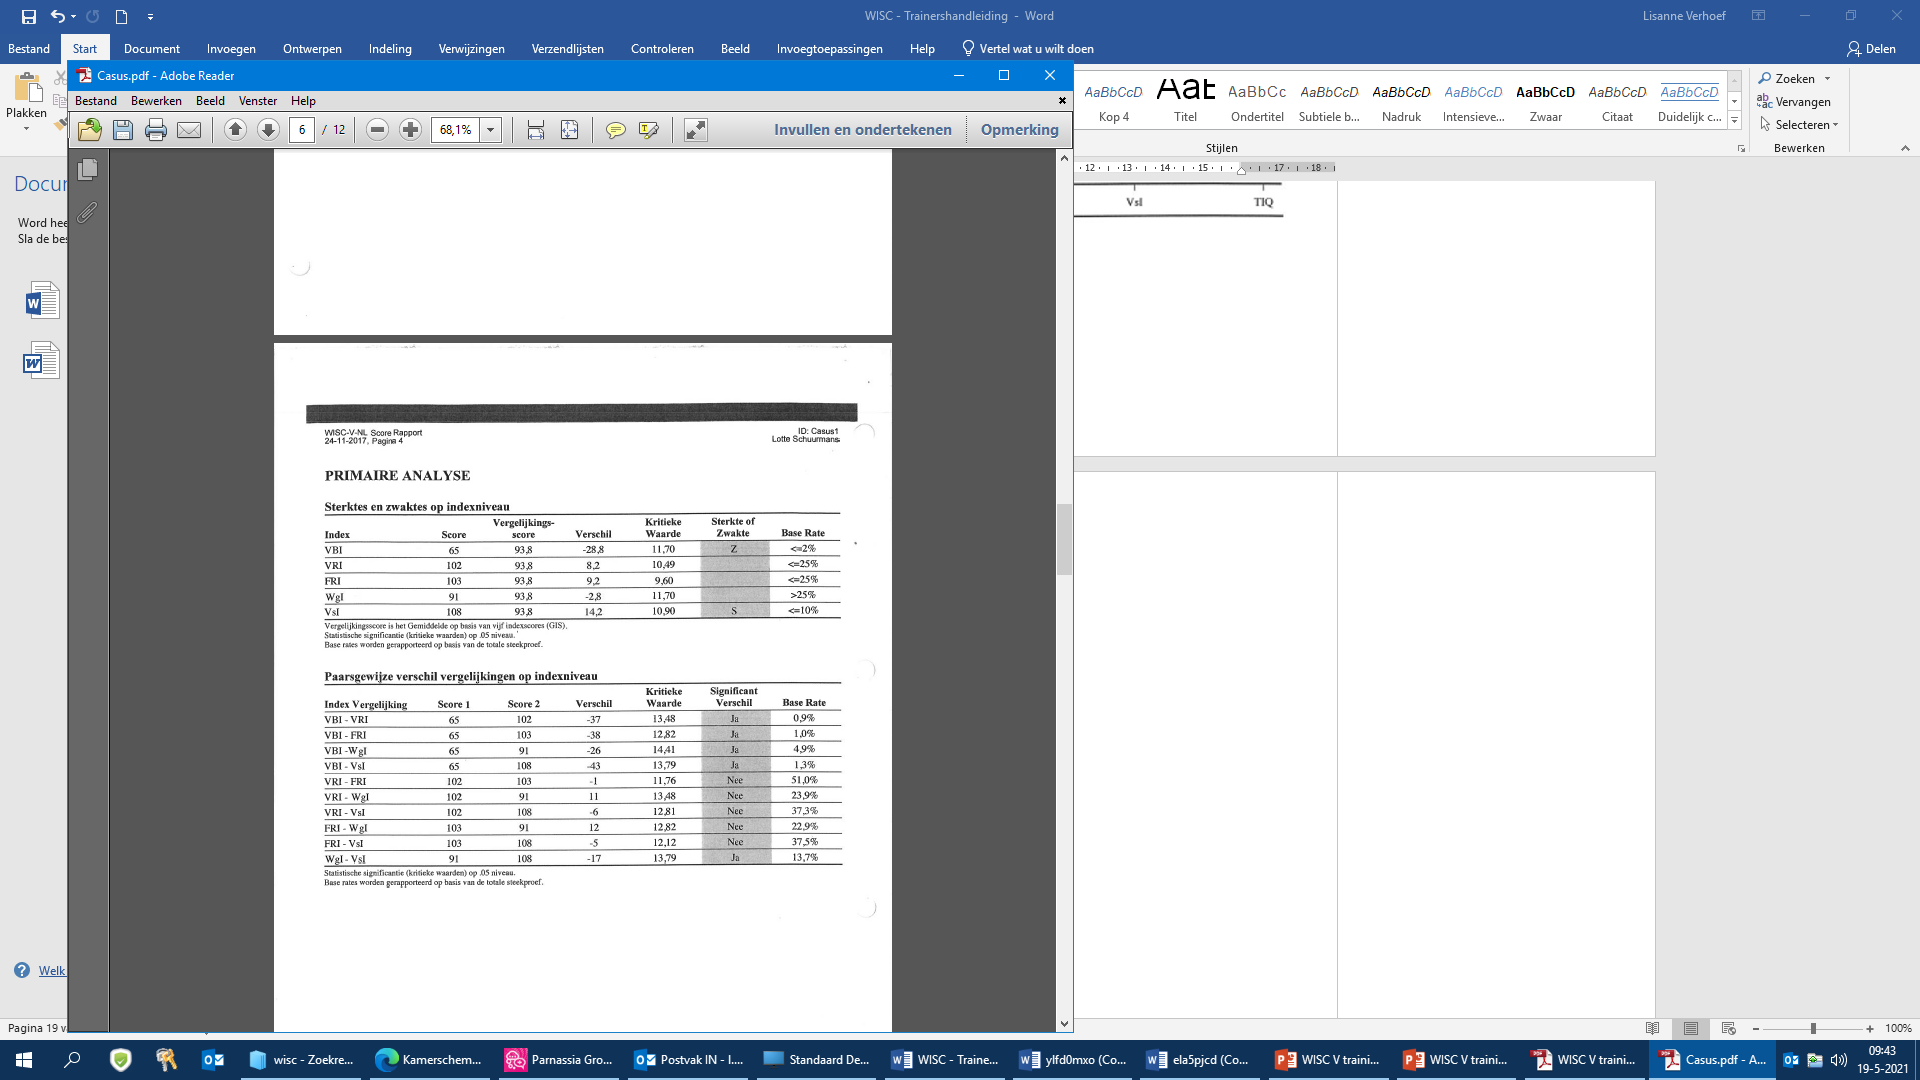 WISC - Trainershandleiding - Word
Lisanne Verhoef
Bestand Start Document Invoegen Ontwerpen Indeling Verwijzingen Verzendlijsten Controleren Beeld Invoegtoepassingen Help Vertel wat u wilt doen Delen
Plakken
AaBbCcD AaB AaBbCc AaBbCcD AaBbCcD AaBbCcD AaBbCcD AaBbCcD AaBbCcD
Kop 4 Titel Ondertitel Subtiele b... Nadruk Intensieve... Zwaar Citaat Duidelijk c...
Stijlen
Zoeken
Vervangen
Selecteren
Bewerken
Casus.pdf - Adobe Reader
Bestand Bewerken Beeld Venster Help
6 / 12 68,1% Invullen en ondertekenen Opmerking
12 13 14 15 17 18
VsI TIQ
Docu
Word hee
Sla de bes
Welk
WISC-V-NL Score Rapport
24-11-2017, Pagina 4
ID: Casus1
Lotte Schuurmans
PRIMAIRE ANALYSE
Sterktes en zwaktes op indexniveau
Index Score Vergelijkings-score Verschil Kritieke Waarde Sterkte of Zwakte Base Rate
VBI 65 93,8 -28,8 11,70 Z <=2%
VRI 102 93,8 8,2 10,49 <=25%
FRI 103 93,8 9,2 9,60 <=25%
WgI 91 93,8 -2,8 11,70 >25%
VsI 108 93,8 14,2 10,90 S <=10%
Vergelijkingsscore is het Gemiddelde op basis van vijf indexscores (GIS).
Statistische significantie (kritieke waarden) op .05 niveau.
Base rates worden gerapporteerd op basis van de totale steekproef.
Paarsgewijze verschil vergelijkingen op indexniveau
Index Vergelijking Score 1 Score 2 Verschil Kritieke Waarde Significant Verschil Base Rate
VBI - VRI 65 102 -37 13,48 Ja 0,9%
VBI - FRI 65 103 -38 12,82 Ja 1,0%
VBI -WgI 65 91 -26 14,41 Ja 4,9%
VBI - VsI 65 108 -43 13,79 Ja 1,3%
VRI - FRI 102 103 -1 11,76 Nee 51,0%
VRI - WgI 102 91 11 13,48 Nee 23,9%
VRI - VsI 102 108 -6 12,81 Nee 37,3%
FRI - WgI 103 91 12 12,82 Nee 22,9%
FRI - VsI 103 108 -5 12,12 Nee 37,5%
WgI - VsI 91 108 -17 13,79 Ja 13,7%
Statistische significantie (kritieke waarden) op .05 niveau.
Base rates worden gerapporteerd op basis van de totale steekproef.
Pagina 19 v
100%
wisc - Zoekre... Kamerschem... Parnassia Gro... Postvak IN - I.... Standaard De... WISC - Traine... ylfd0mxo (Co... ela5pjcd (Co... WISC V traini... WISC V traini... WISC V traini... Casus.pdf - A...
09:43
19-5-2021